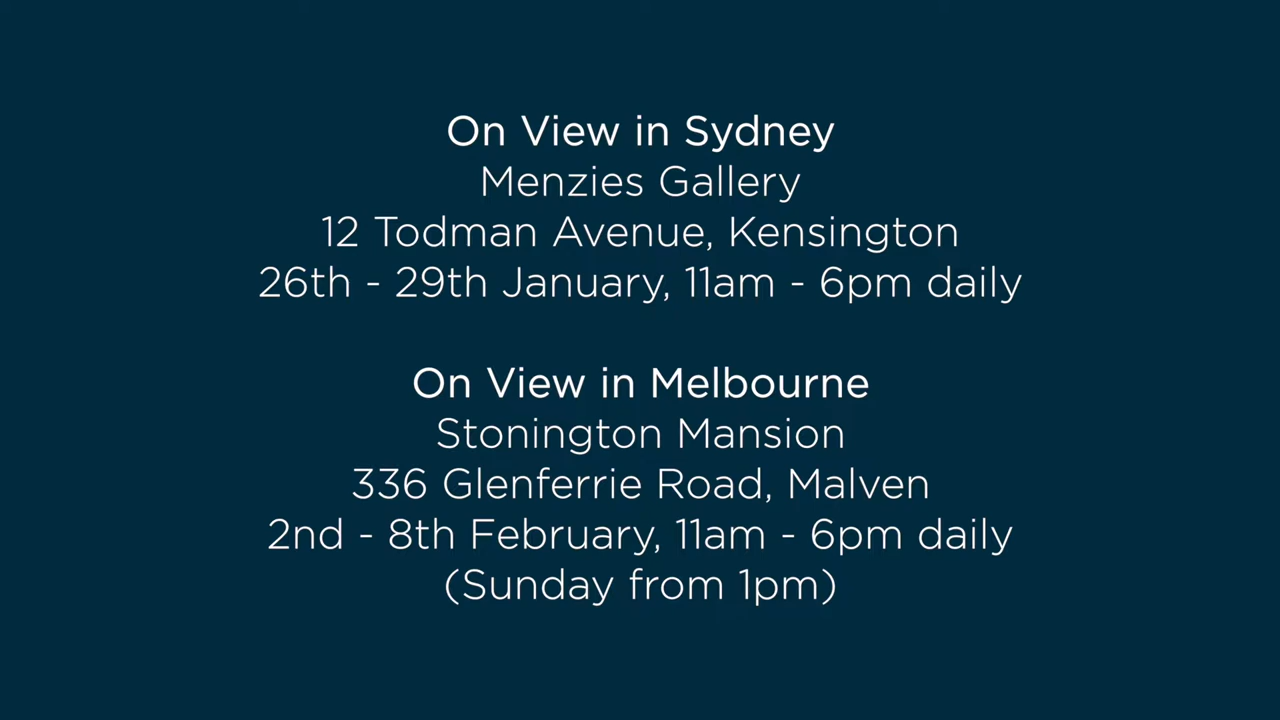 On View in Sydney
Menzies Gallery
12 Todman Avenue, Kensington
26th - 29th January, 11am - 6pm daily
On View in Melbourne
Stonington Mansion
336 Glenferrie Road, Malven
2nd - 8th February, 11am - 6pm daily
(Sunday from 1pm)